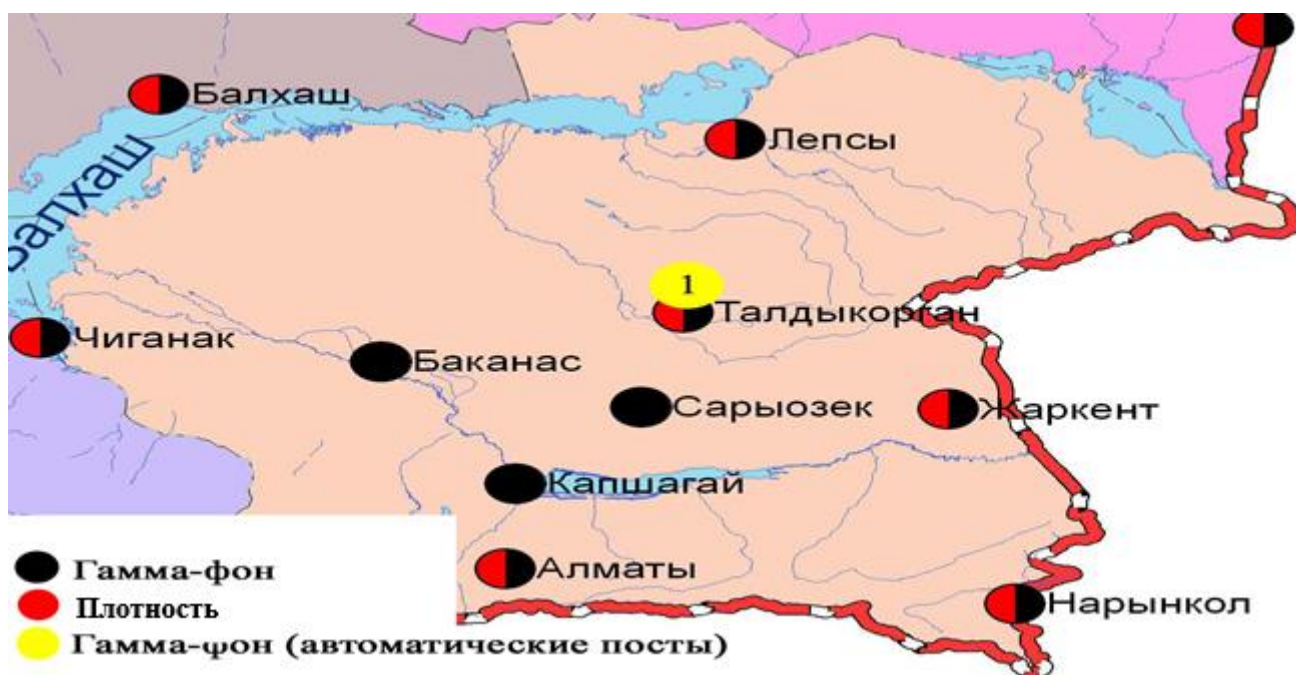 Балхаш
Лепсы
Балхаш
1
Талдыкорган
Чиганак
Баканас
Сарыозек
Жаркент
Капшагай
Алматы
Нарынкол
Гамма-фон
Плотность
Гамма-фон (автоматические посты)